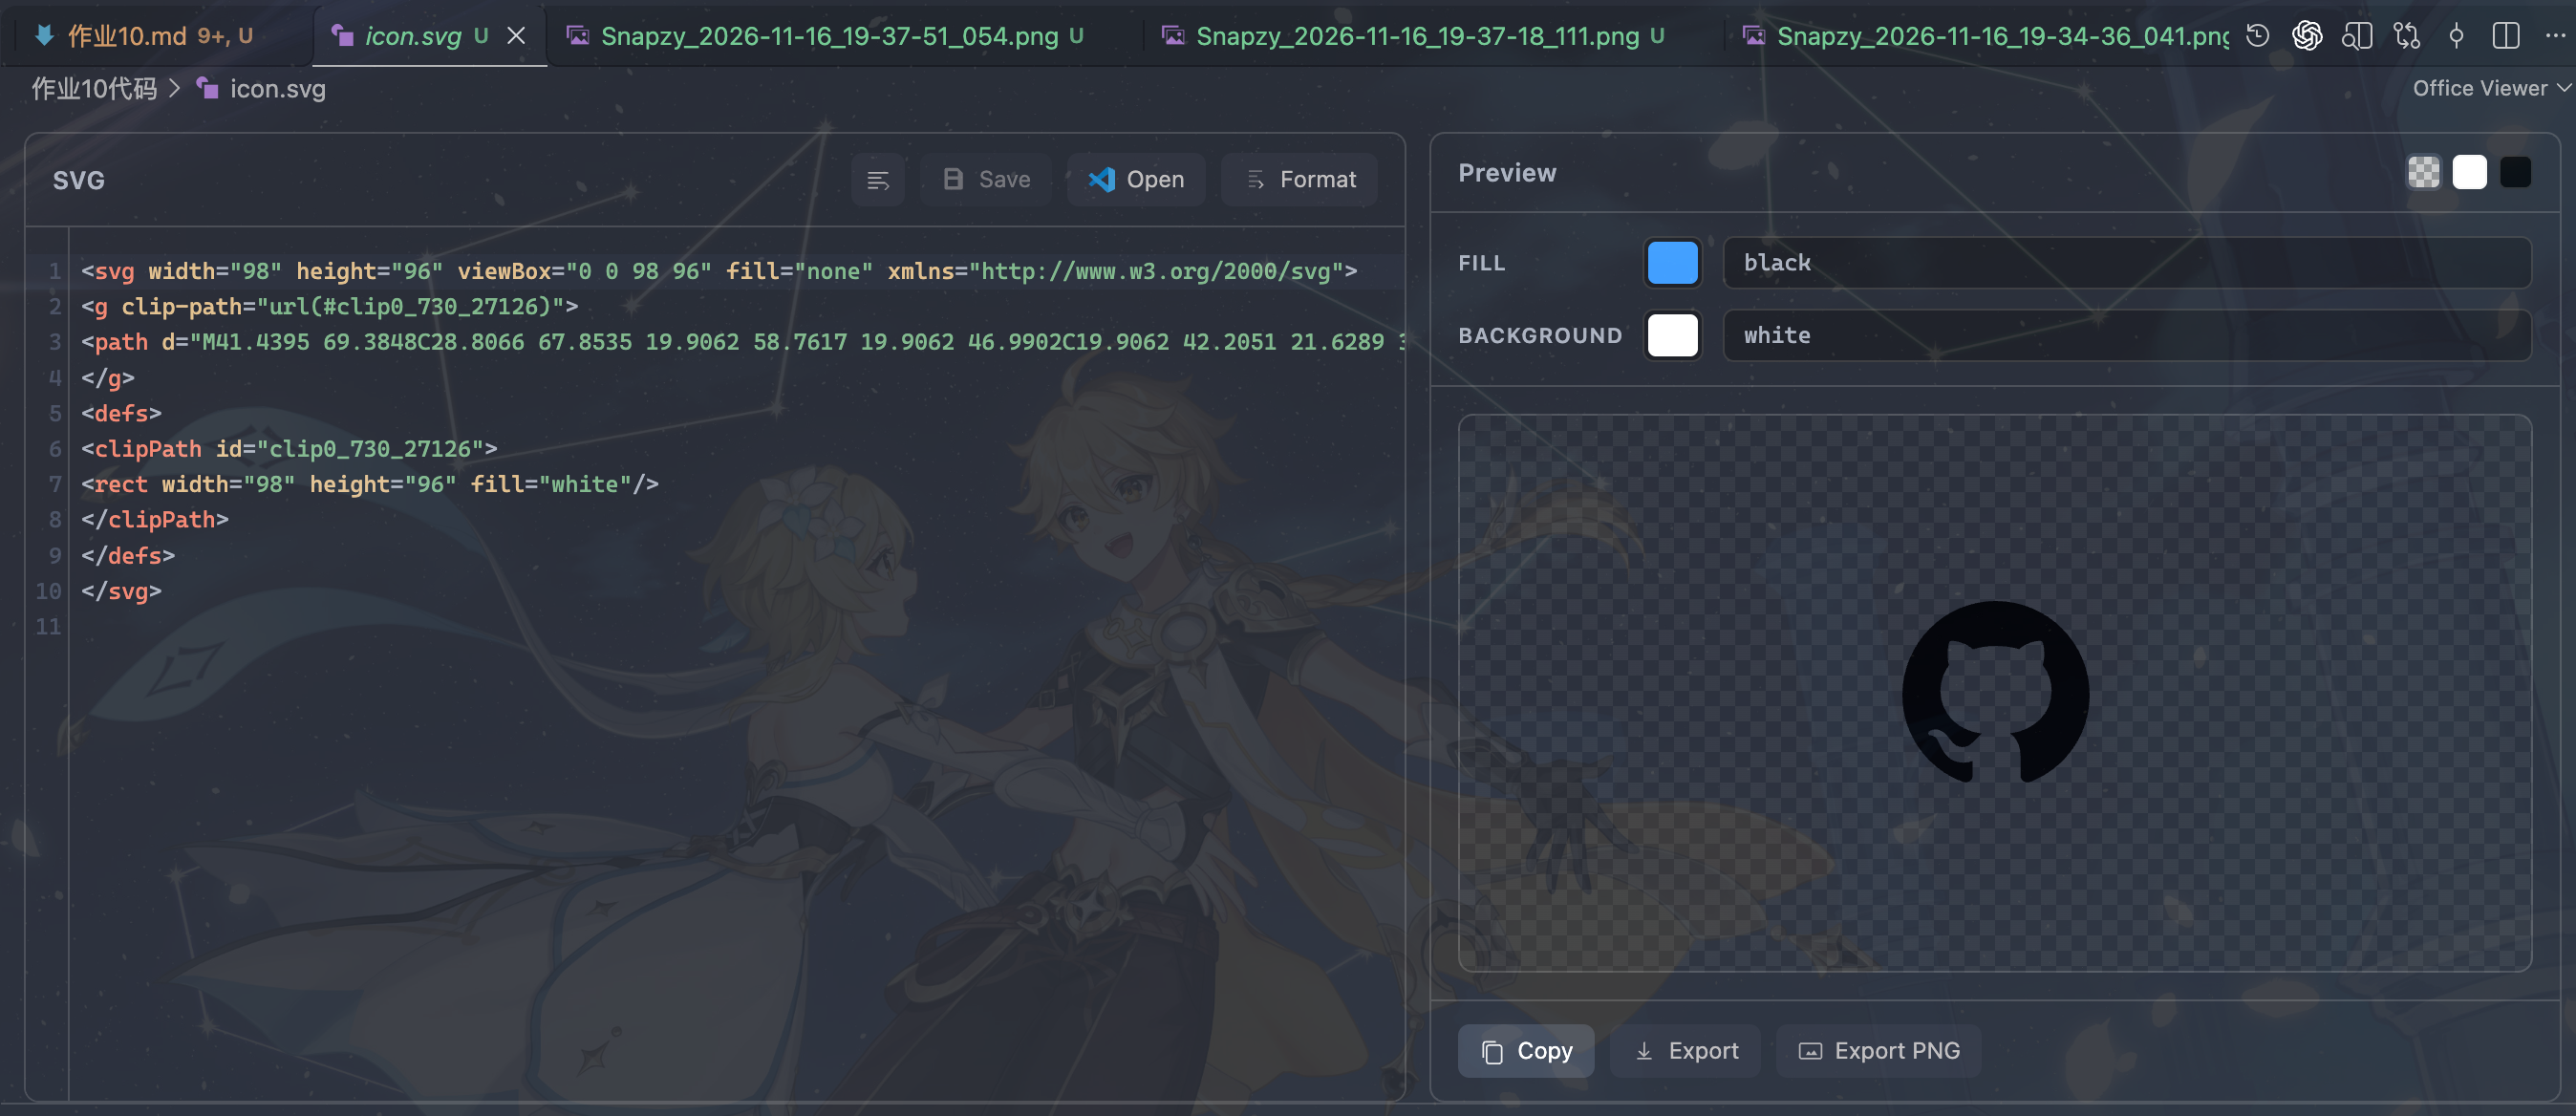 作业10.md 9+, U
icon.svg U
Snapzy_2026-11-16_19-37-51_054.png U
Snapzy_2026-11-16_19-37-18_111.png U
Snapzy_2026-11-16_19-34-36_041.png
作业10代码 > icon.svg
Office Viewer
SVG
Save
Open
Format
1 <svg width="98" height="96" viewBox="0 0 98 96" fill="none" xmlns="http://www.w3.org/2000/svg">
2 <g clip-path="url(#clip0_730_27126)">
3 <path d="M41.4395 69.3848C28.8066 67.8535 19.9062 58.7617 19.9062 46.9902C19.9062 42.2051 21.6289
4 </g>
5 <defs>
6 <clipPath id="clip0_730_27126">
7 <rect width="98" height="96" fill="white"/>
8 </clipPath>
9 </defs>
10 </svg>
11
Preview
FILL
black
BACKGROUND
white
Copy
Export
Export PNG